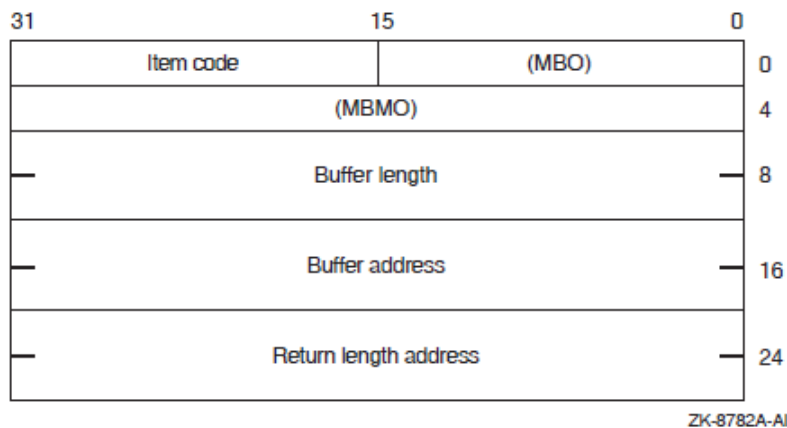 31 15 0
Item code (MBO) 0
(MBMO) 4
Buffer length 8
Buffer address 16
Return length address 24
ZK-8782A-AI